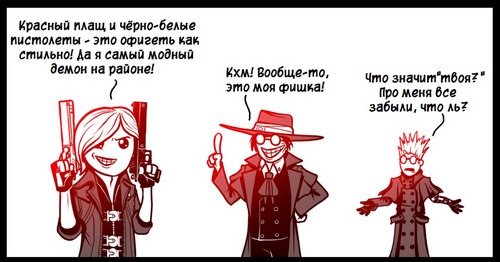 Красный плащ и чёрно-белые
пистолеты - это офигеть как
стильно! Да я самый модный
демон на районе!
Кхм! Вообще-то,
это моя фишка!
Что значит"твоя?"
Про меня все
забыли, что ль?